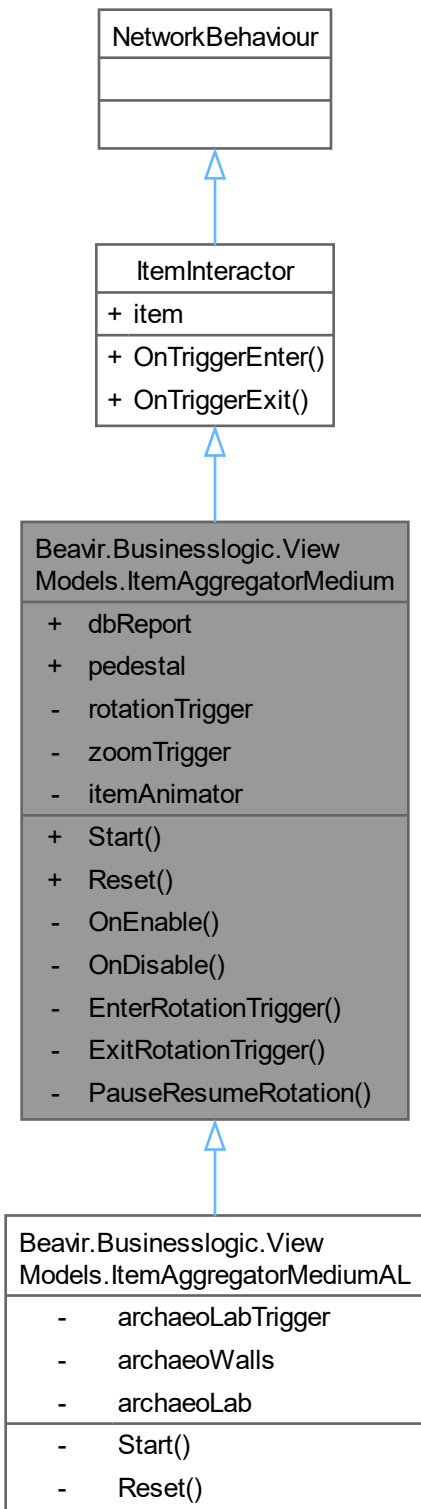 NetworkBehaviour
ItemInteractor
+ item
+ OnTriggerEnter()
+ OnTriggerExit()
Beavir.Businesslogic.View
Models.ItemAggregatorMedium
+ dbReport
+ pedestal
- rotationTrigger
- zoomTrigger
- itemAnimator
+ Start()
+ Reset()
- OnEnable()
- OnDisable()
- EnterRotationTrigger()
- ExitRotationTrigger()
- PauseResumeRotation()
Beavir.Businesslogic.View
Models.ItemAggregatorMediumAL
- archaeoLabTrigger
- archaeoWalls
- archaeoLab
- Start()
- Reset()